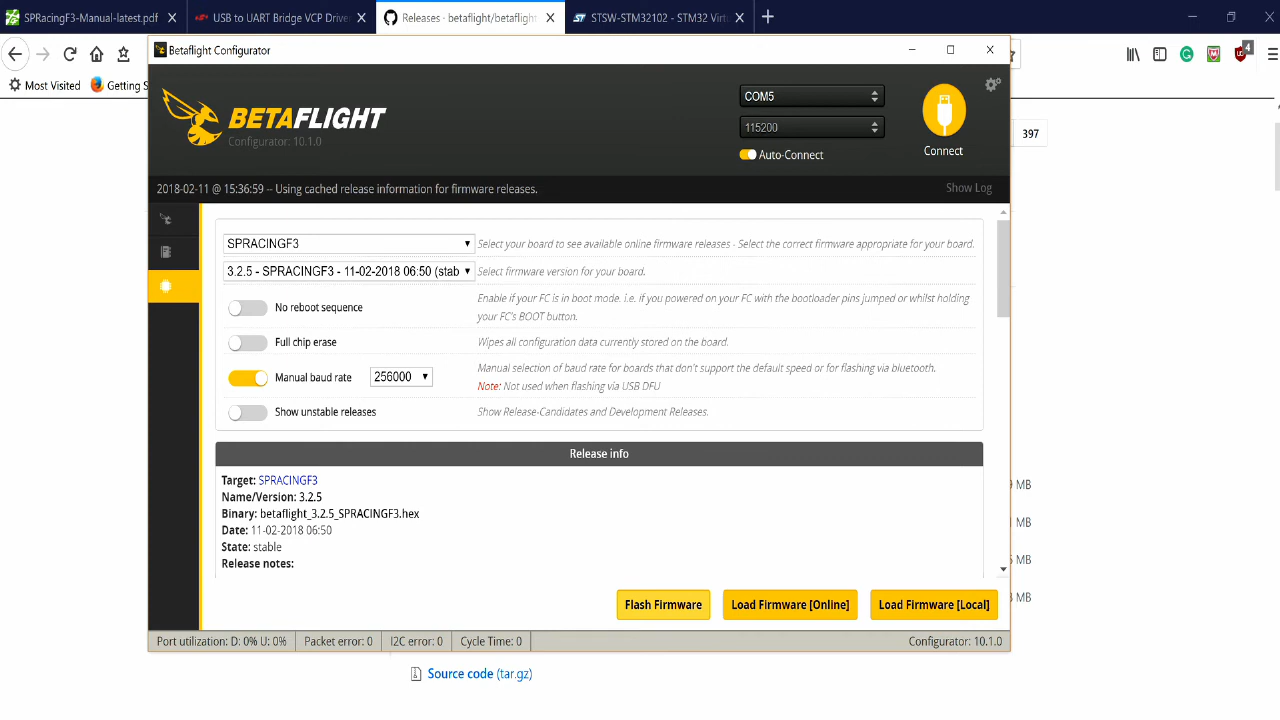 SPRacingF3-Manual-latest.pdf
USB to UART Bridge VCP Driver
Releases · betaflight/betaflight
STSW-STM32102 - STM32 Virt
4
Most Visited
Getting S
397
Betaflight Configurator
BETAFLIGHT
Configurator: 10.1.0
COM5
115200
Auto-Connect
Connect
2018-02-11 @ 15:36:59 -- Using cached release information for firmware releases.
Show Log
SPRACINGF3
Select your board to see available online firmware releases - Select the correct firmware appropriate for your board.
3.2.5 - SPRACINGF3 - 11-02-2018 06:50 (stab
Select firmware version for your board.
No reboot sequence
Enable if your FC is in boot mode. i.e. if you powered on your FC with the bootloader pins jumped or whilst holding
your FC's BOOT button.
Full chip erase
Wipes all configuration data currently stored on the board.
Manual baud rate
256000
Manual selection of baud rate for boards that don't support the default speed or for flashing via bluetooth.
Note: Not used when flashing via USB DFU
Show unstable releases
Show Release-Candidates and Development Releases.
Release info
Target: SPRACINGF3
Name/Version: 3.2.5
Binary: betaflight_3.2.5_SPRACINGF3.hex
Date: 11-02-2018 06:50
State: stable
Release notes:
MB
MB
MB
MB
Flash Firmware
Load Firmware [Online]
Load Firmware [Local]
Port utilization: D: 0% U: 0%
Packet error: 0
I2C error: 0
Cycle Time: 0
Configurator: 10.1.0
Source code (tar.gz)